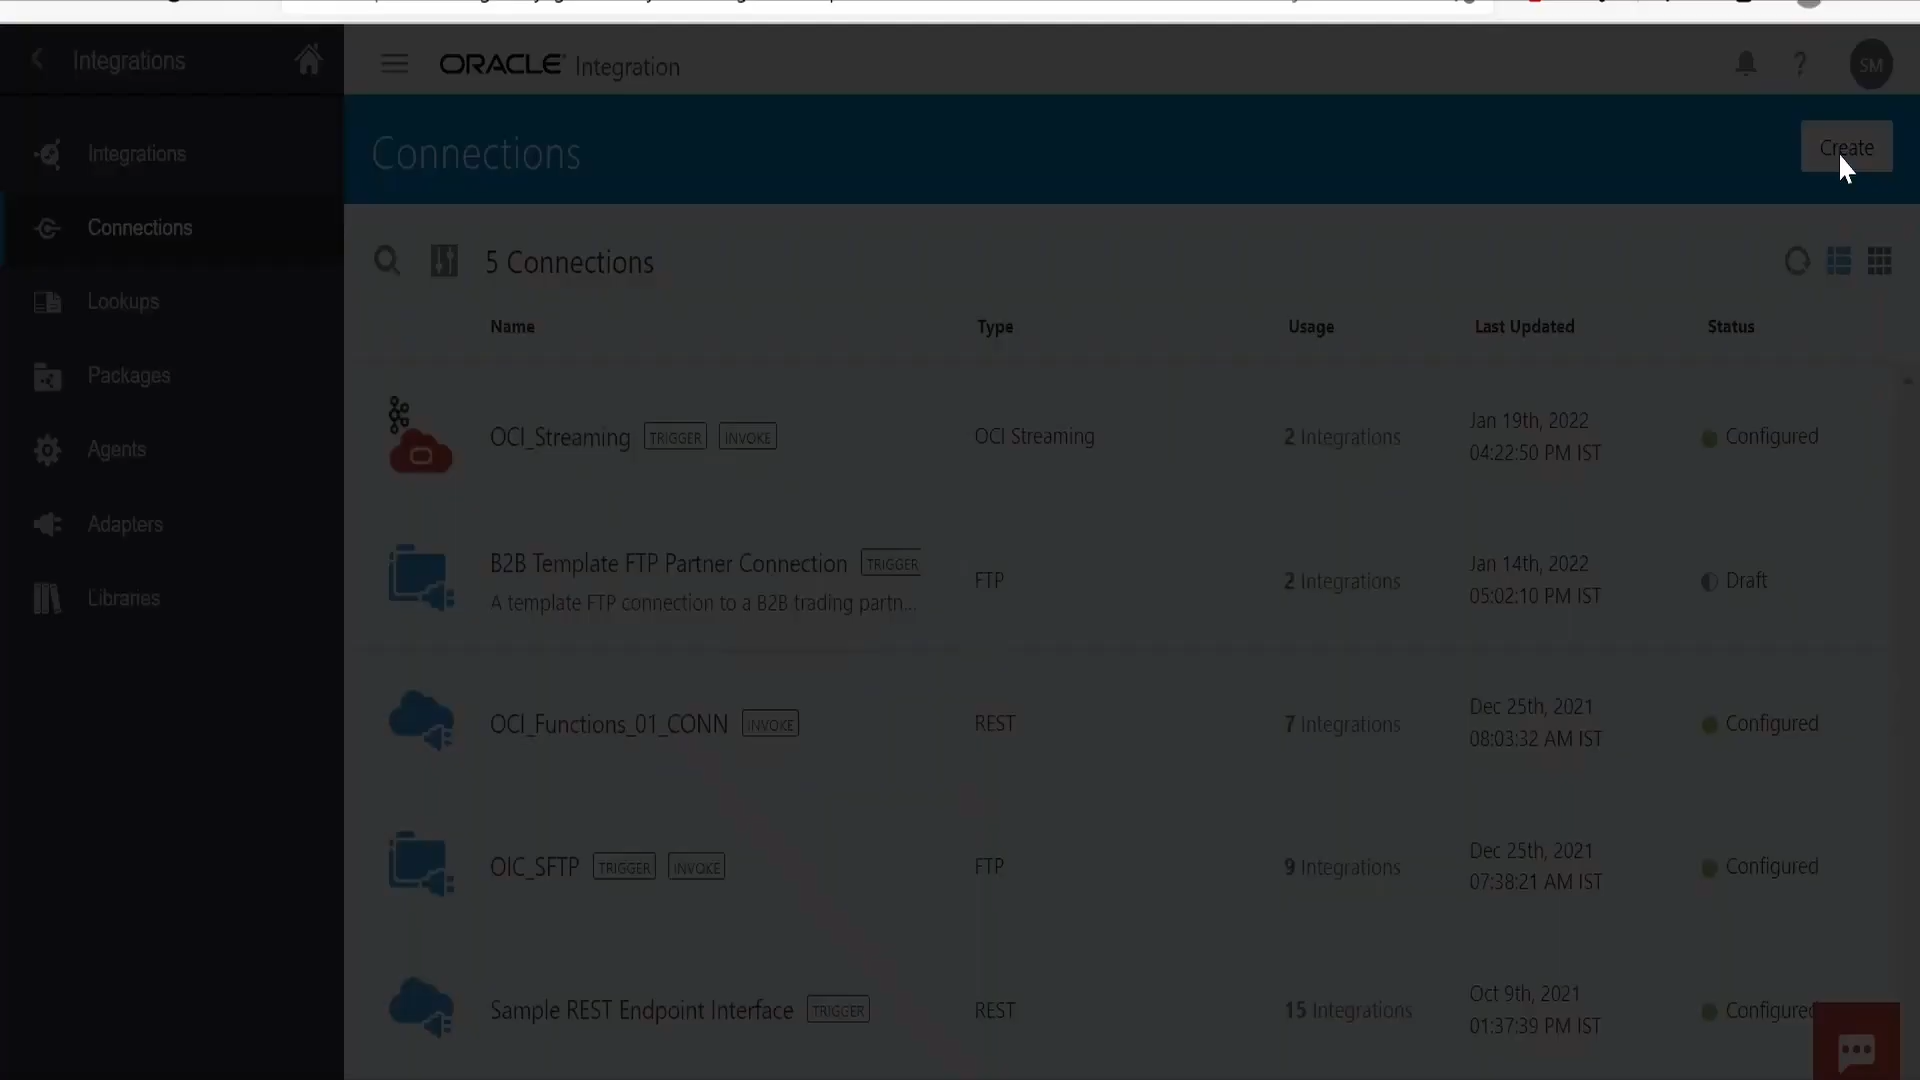 Integrations
ORACLE Integration
SM
Integrations
Connections
Lookups
Packages
Agents
Adapters
Libraries
Connections
Create
5 Connections
Name Type Usage Last Updated Status
OCI_Streaming TRIGGER INVOKE OCI Streaming 2 Integrations Jan 19th, 2022 04:22:50 PM IST Configured
B2B Template FTP Partner Connection TRIGGER FTP 2 Integrations Jan 14th, 2022 05:02:10 PM IST Draft
A template FTP connection to a B2B trading partn...
OCI_Functions_01_CONN INVOKE REST 7 Integrations Dec 25th, 2021 08:03:32 AM IST Configured
OIC_SFTP TRIGGER INVOKE FTP 9 Integrations Dec 25th, 2021 07:38:21 AM IST Configured
Sample REST Endpoint Interface TRIGGER REST 15 Integrations Oct 9th, 2021 01:37:39 PM IST Configured